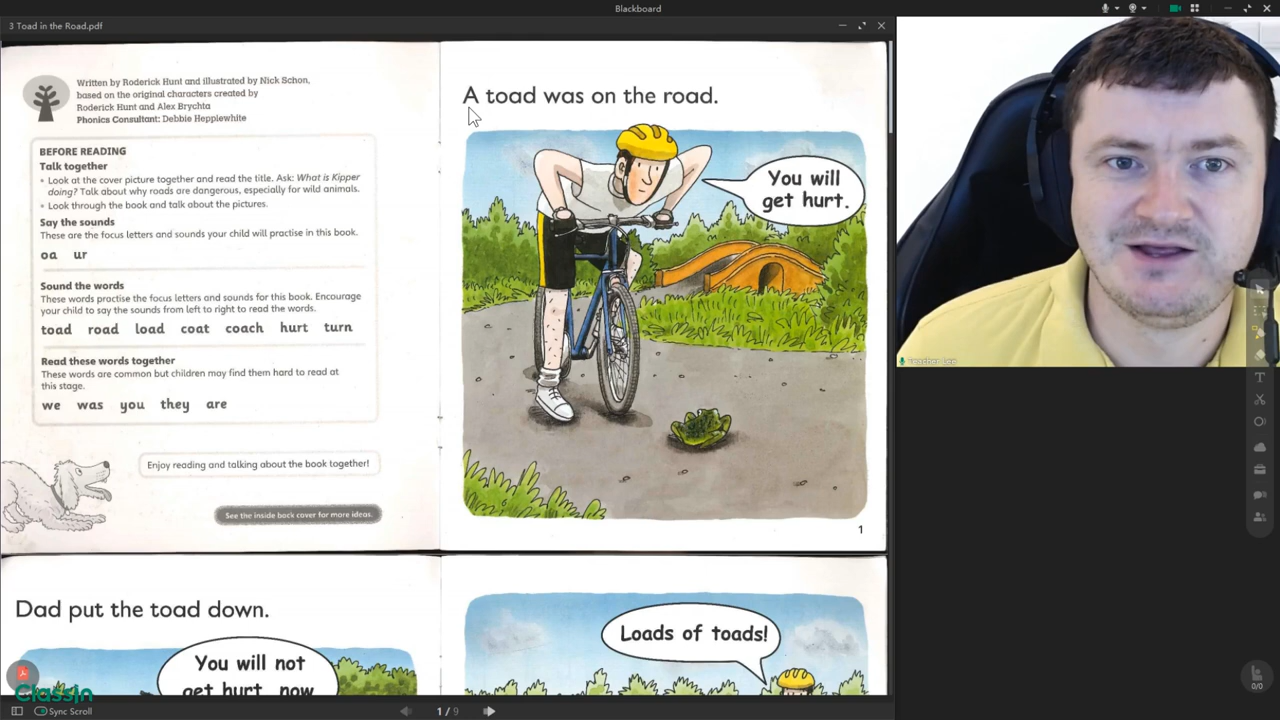 Blackboard
3 Toad in the Road.pdf
Written by Roderick Hunt and illustrated by Nick Schon,
based on the original characters created by
Roderick Hunt and Alex Brychta
Phonics Consultant: Debbie Hepplewhite
BEFORE READING
Talk together
• Look at the cover picture together and read the title. Ask: What is Kipper
doing? Talk about why roads are dangerous, especially for wild animals.
• Look through the book and talk about the pictures.
Say the sounds
These are the focus letters and sounds your child will practise in this book.
oa ur
Sound the words
These words practise the focus letters and sounds for this book. Encourage
your child to say the sounds from left to right to read the words.
toad road load coat coach hurt turn
Read these words together
These words are common but children may find them hard to read at
this stage.
we was you they are
Enjoy reading and talking about the book together!
See the inside back cover for more ideas.
A toad was on the road.
You will
get hurt.
1
Dad put the toad down.
You will not
get hurt now
Loads of toads!
ClassIn
Sync Scroll
1 / 9
0/0